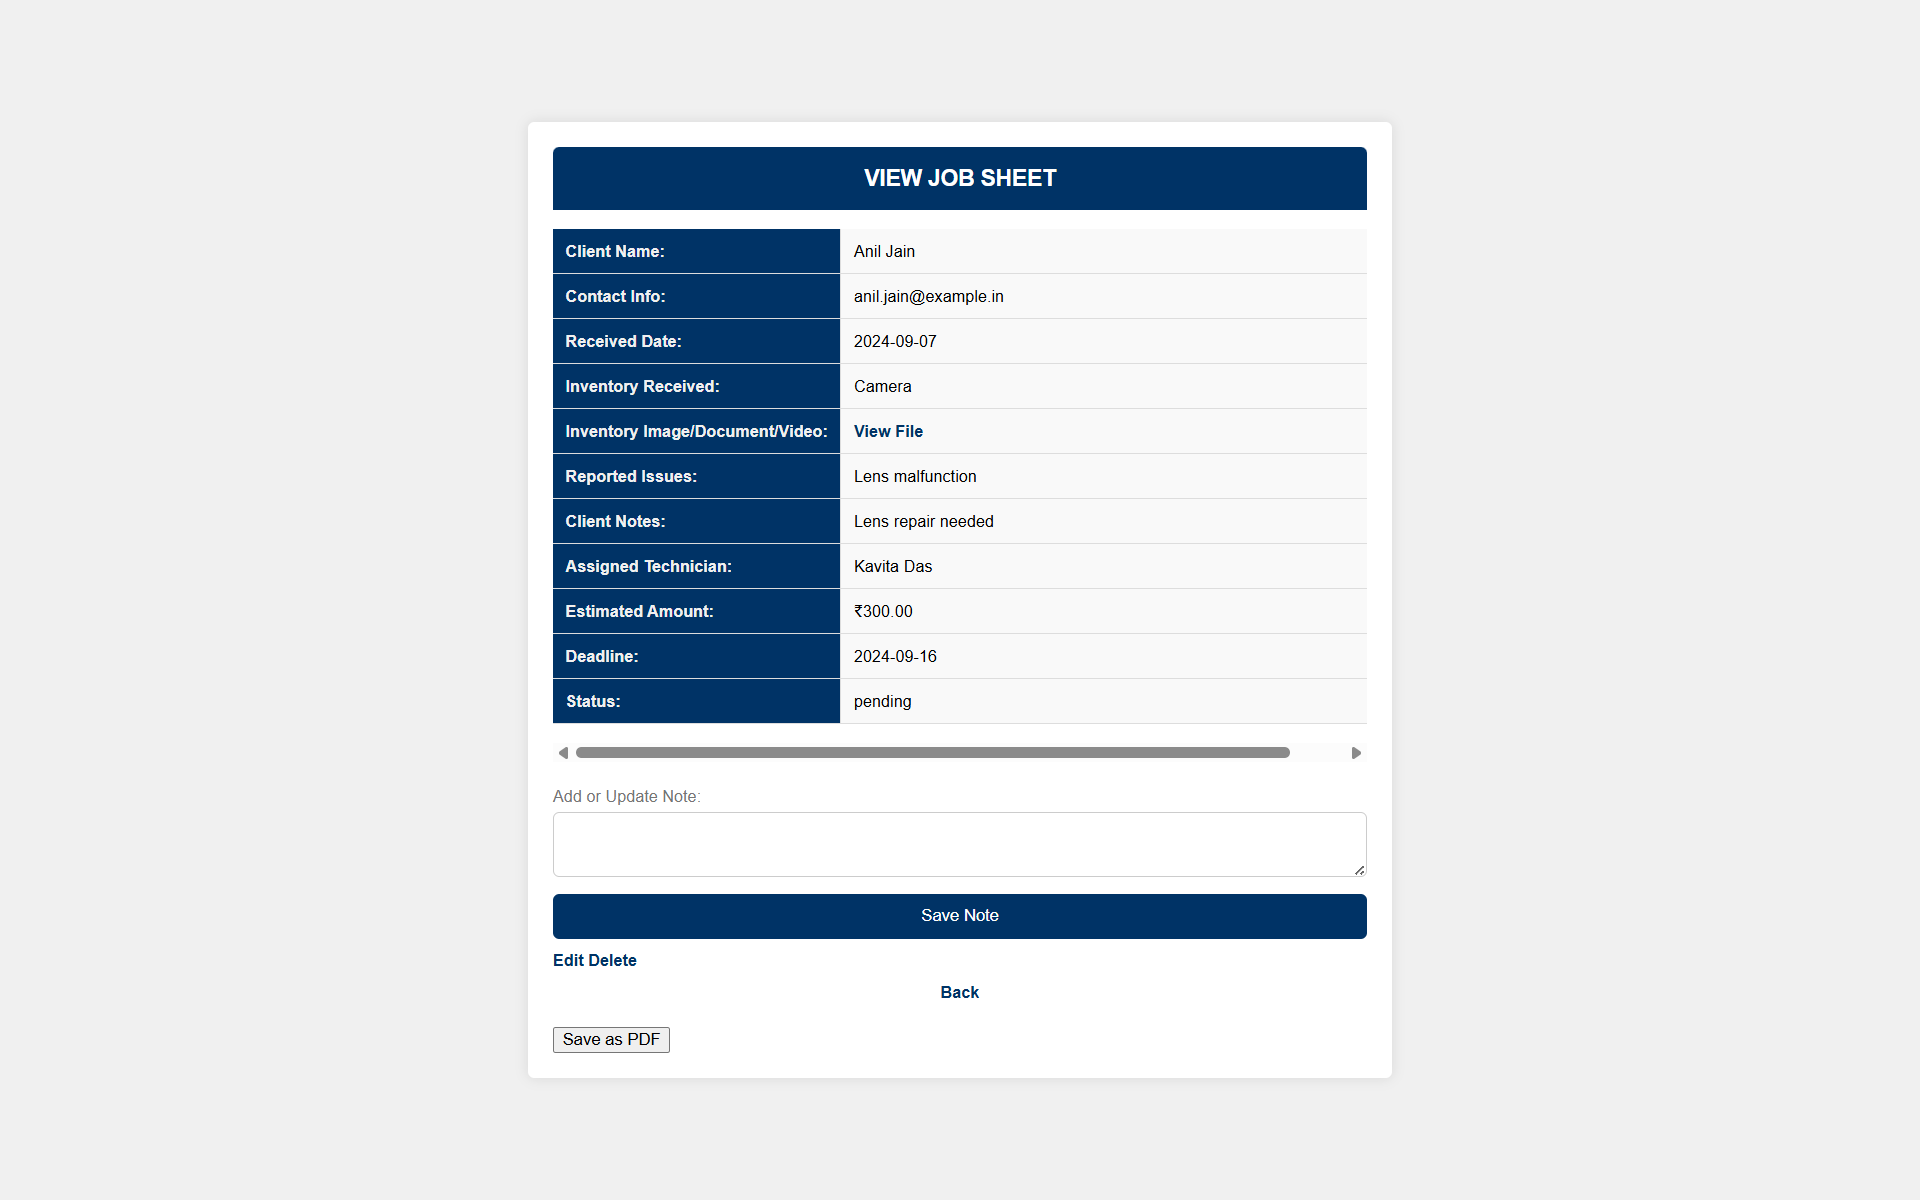 VIEW JOB SHEET
Client Name: Anil Jain
Contact Info: anil.jain@example.in
Received Date: 2024-09-07
Inventory Received: Camera
Inventory Image/Document/Video: View File
Reported Issues: Lens malfunction
Client Notes: Lens repair needed
Assigned Technician: Kavita Das
Estimated Amount: ₹300.00
Deadline: 2024-09-16
Status: pending
Add or Update Note:
Save Note
Edit Delete
Back
Save as PDF